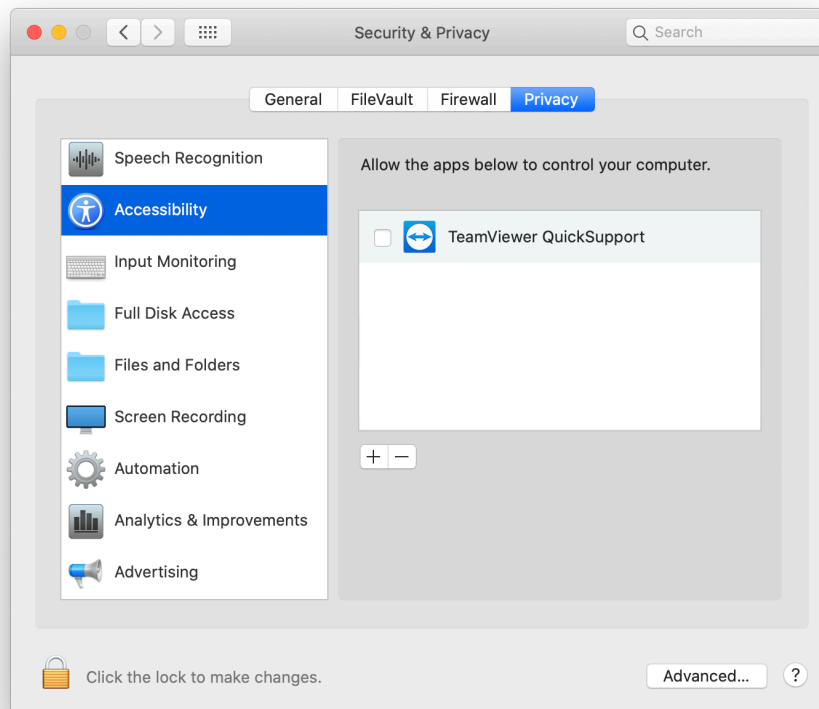 Security & Privacy
Search
General
FileVault
Firewall
Privacy
Speech Recognition
Accessibility
Input Monitoring
Full Disk Access
Files and Folders
Screen Recording
Automation
Analytics & Improvements
Advertising
Allow the apps below to control your computer.
TeamViewer QuickSupport
+
−
Click the lock to make changes.
Advanced...
?